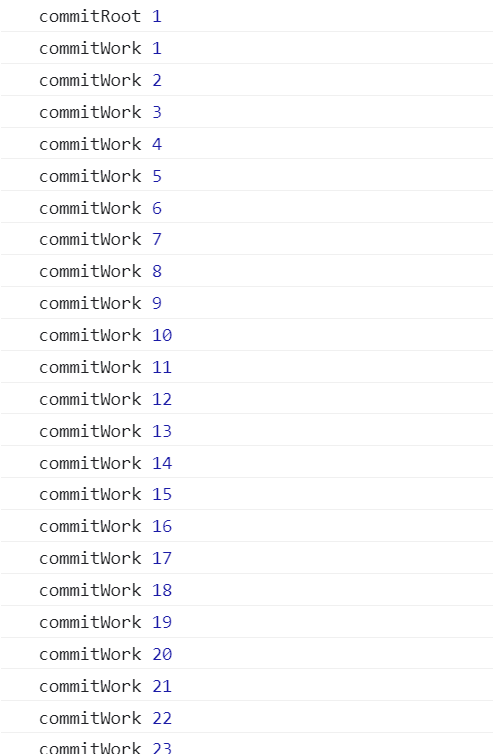 commitRoot 1
commitWork 1
commitWork 2
commitWork 3
commitWork 4
commitWork 5
commitWork 6
commitWork 7
commitWork 8
commitWork 9
commitWork 10
commitWork 11
commitWork 12
commitWork 13
commitWork 14
commitWork 15
commitWork 16
commitWork 17
commitWork 18
commitWork 19
commitWork 20
commitWork 21
commitWork 22
commitWork 23